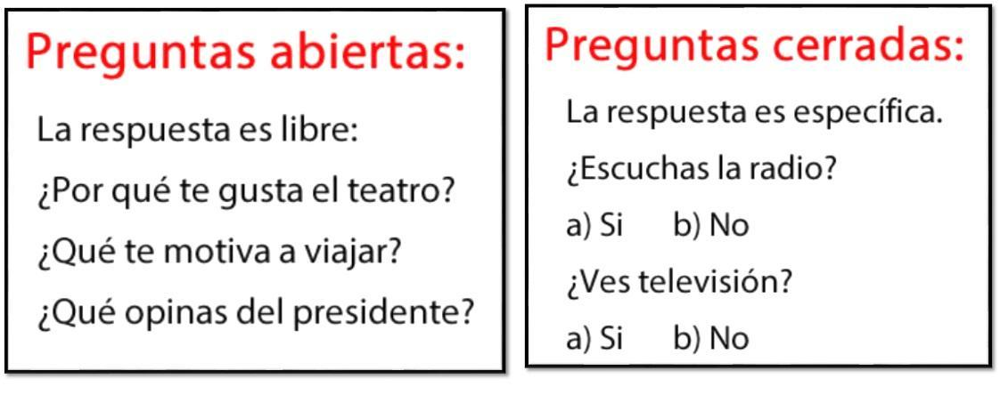 Preguntas abiertas:
La respuesta es libre:
¿Por qué te gusta el teatro?
¿Qué te motiva a viajar?
¿Qué opinas del presidente?
Preguntas cerradas:
La respuesta es específica.
¿Escuchas la radio?
a) Si b) No
¿Ves televisión?
a) Si b) No